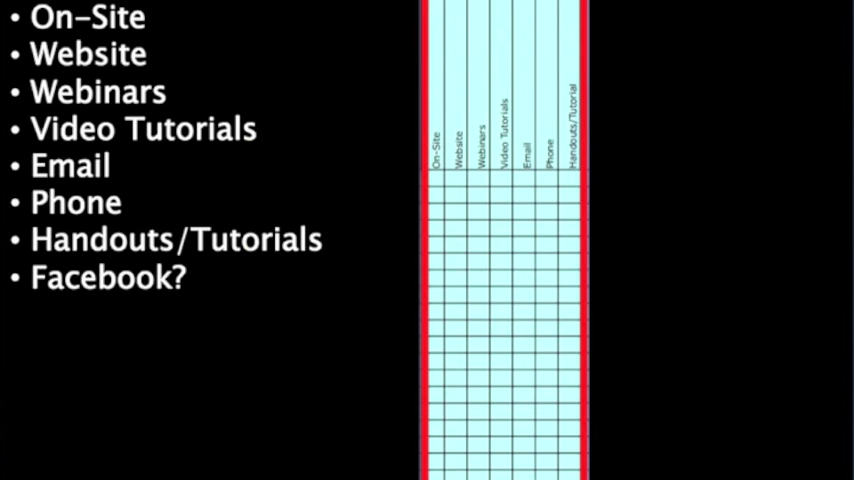 • On-Site
• Website
• Webinars
• Video Tutorials
• Email
• Phone
• Handouts/Tutorials
• Facebook?
On-Site
Website
Webinars
Video Tutorials
Email
Phone
Handouts/Tutorial